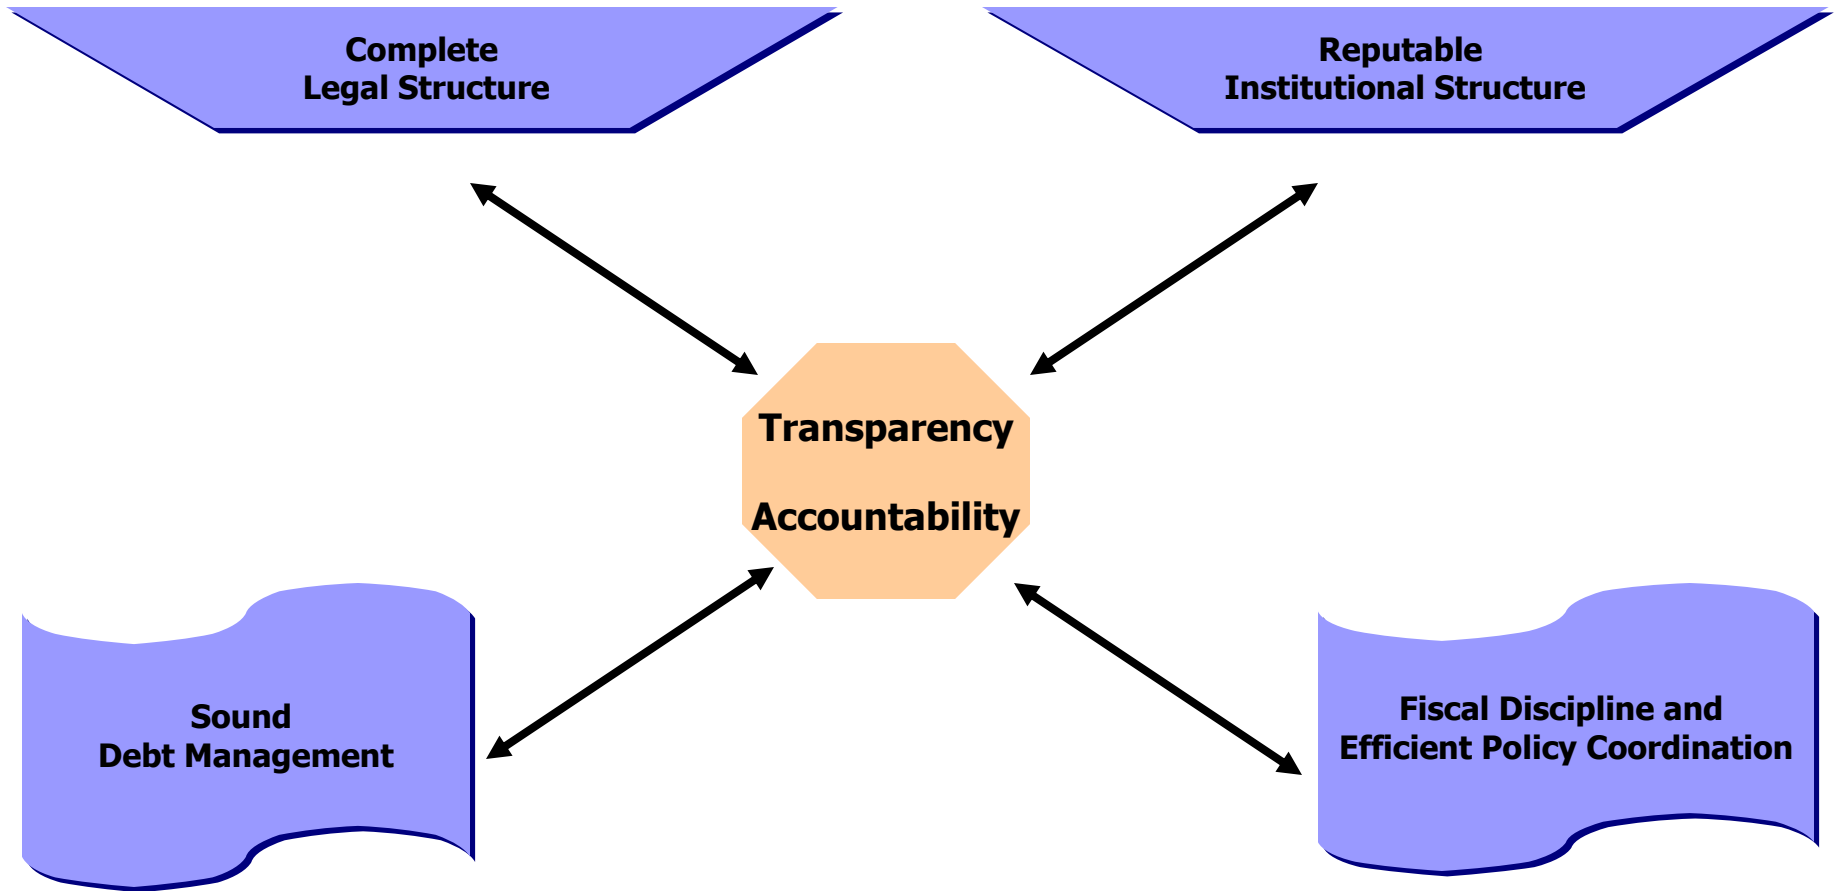 Complete
Legal Structure
Reputable
Institutional Structure
Transparency
Accountability
Sound
Debt Management
Fiscal Discipline and
Efficient Policy Coordination